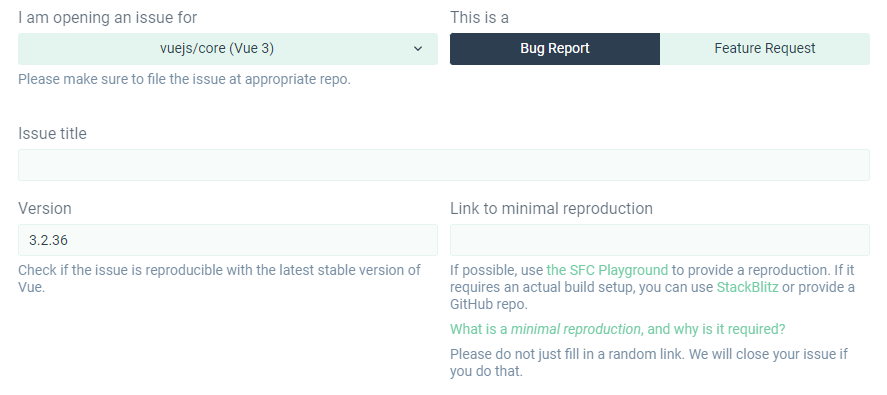 I am opening an issue for
This is a
vuejs/core (Vue 3)
Bug Report
Feature Request
Please make sure to file the issue at appropriate repo.
Issue title
Version
Link to minimal reproduction
3.2.36
Check if the issue is reproducible with the latest stable version of
Vue.
If possible, use the SFC Playground to provide a reproduction. If it
requires an actual build setup, you can use StackBlitz or provide a
GitHub repo.
What is a minimal reproduction, and why is it required?
Please do not just fill in a random link. We will close your issue if
you do that.